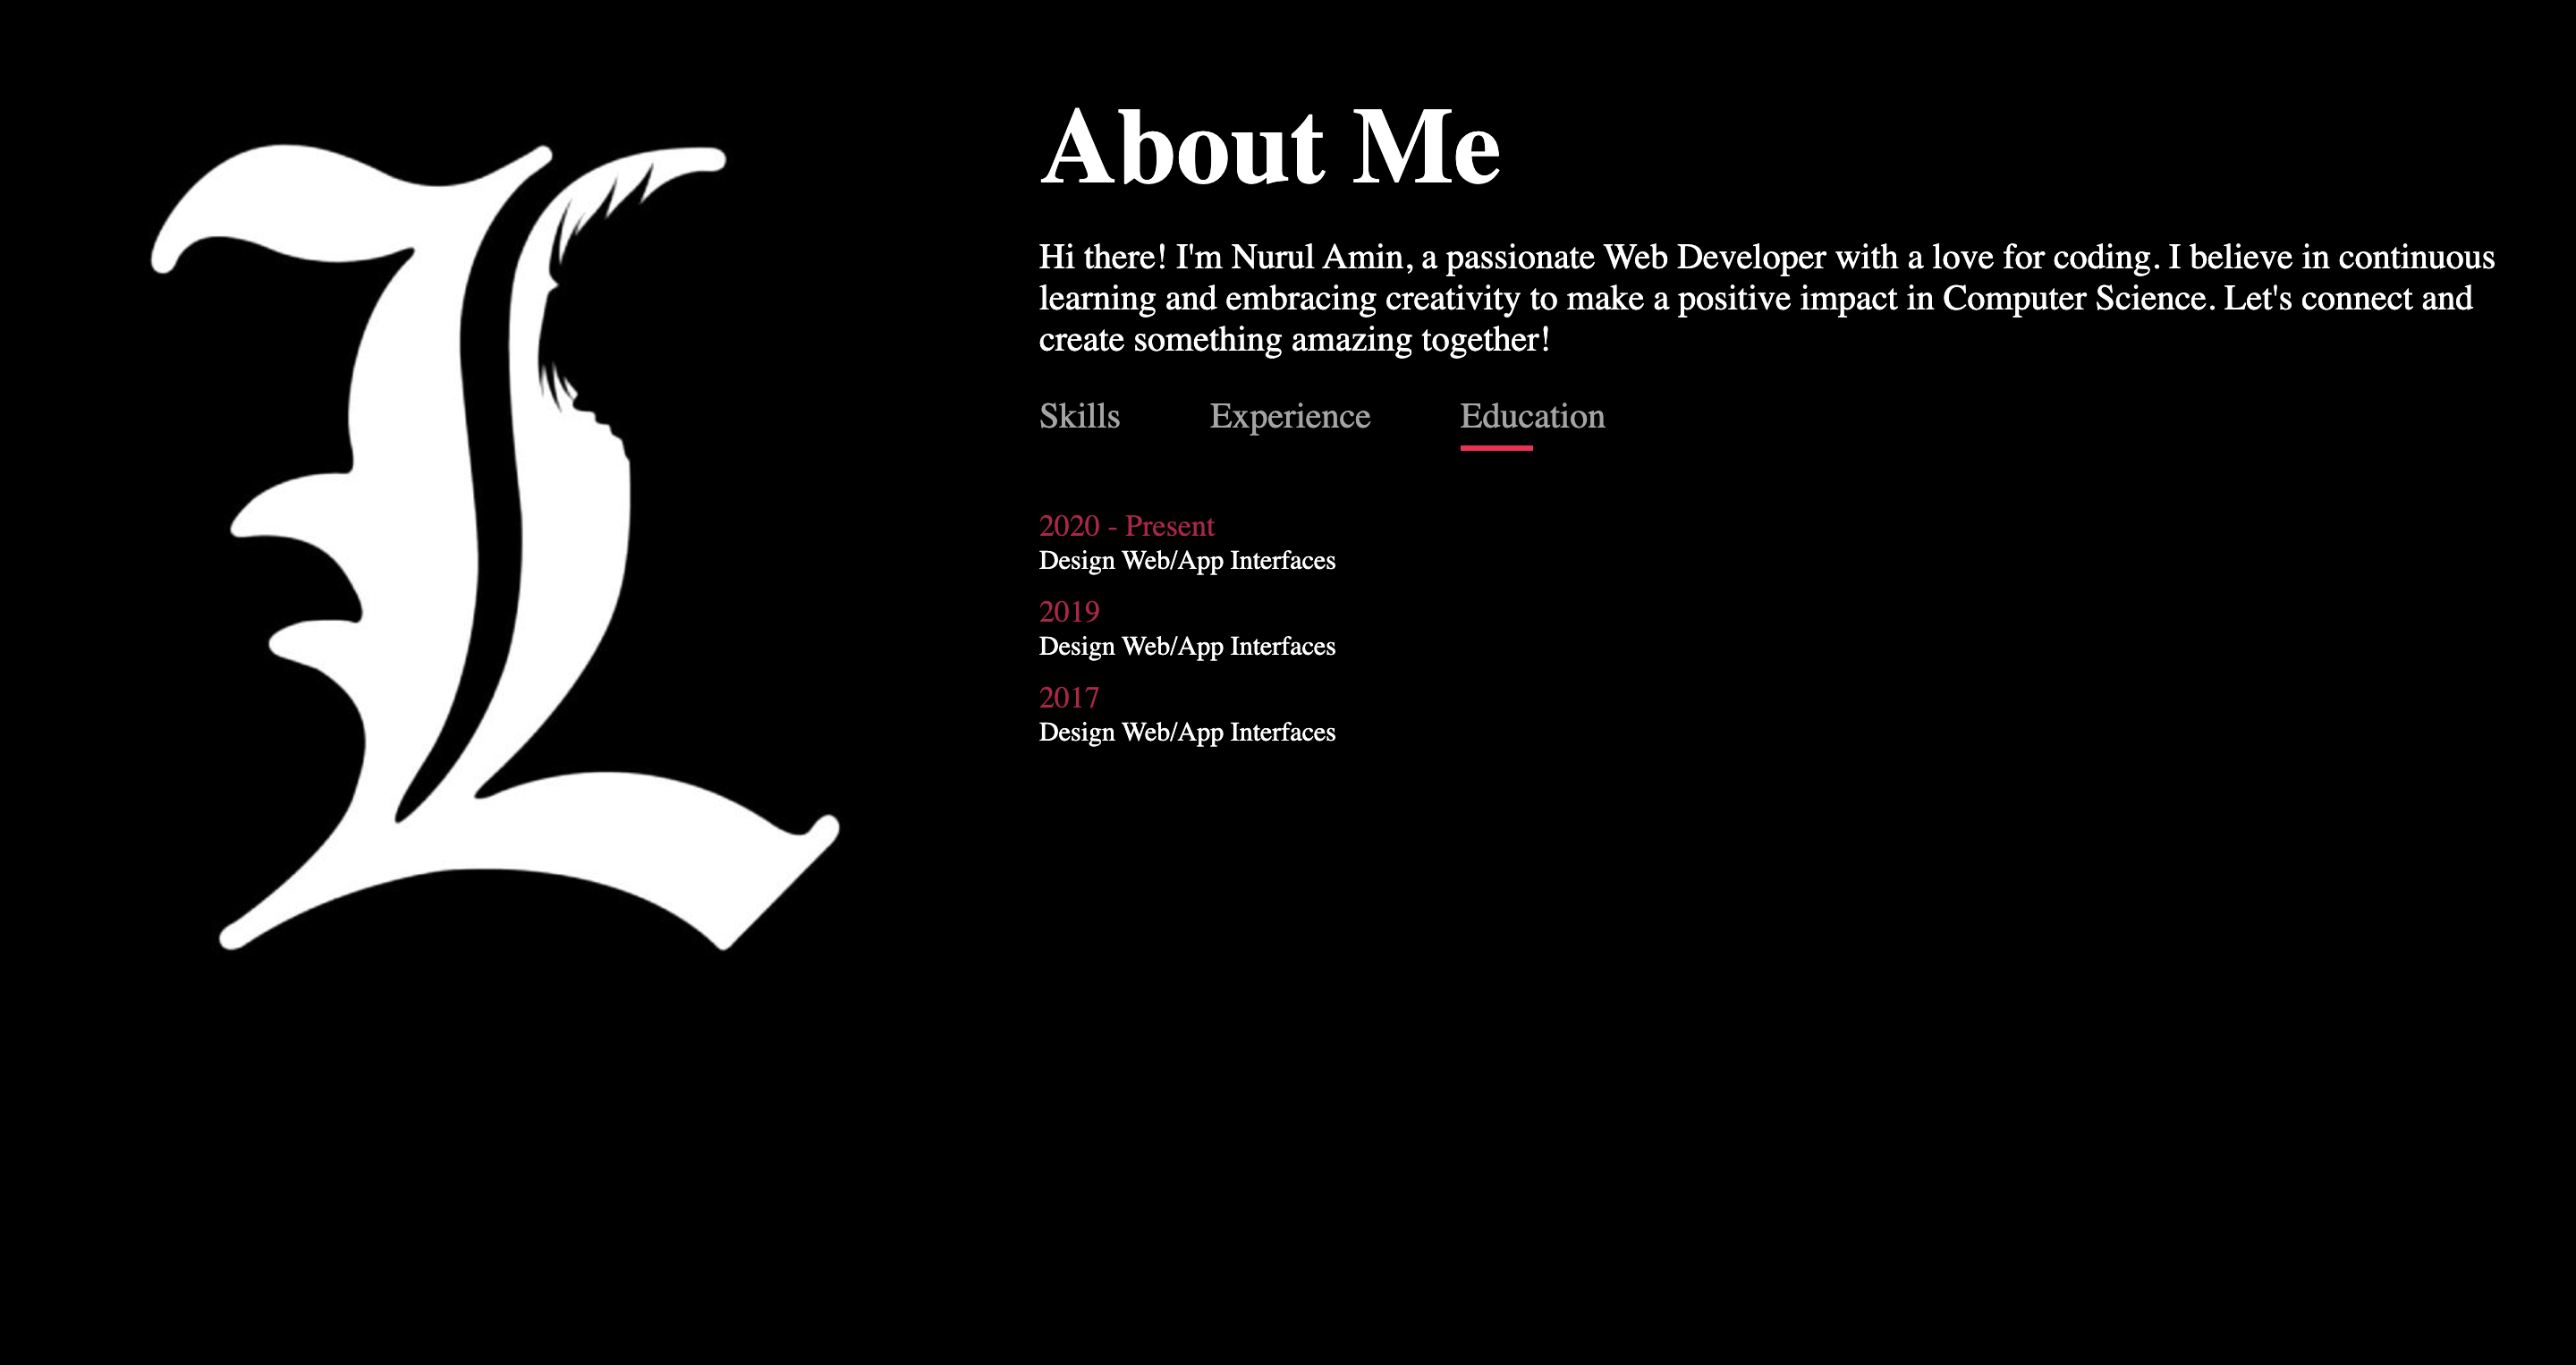 L
About Me
Hi there! I'm Nurul Amin, a passionate Web Developer with a love for coding. I believe in continuous
learning and embracing creativity to make a positive impact in Computer Science. Let's connect and
create something amazing together!
Skills Experience Education
2020 - Present
Design Web/App Interfaces
2019
Design Web/App Interfaces
2017
Design Web/App Interfaces